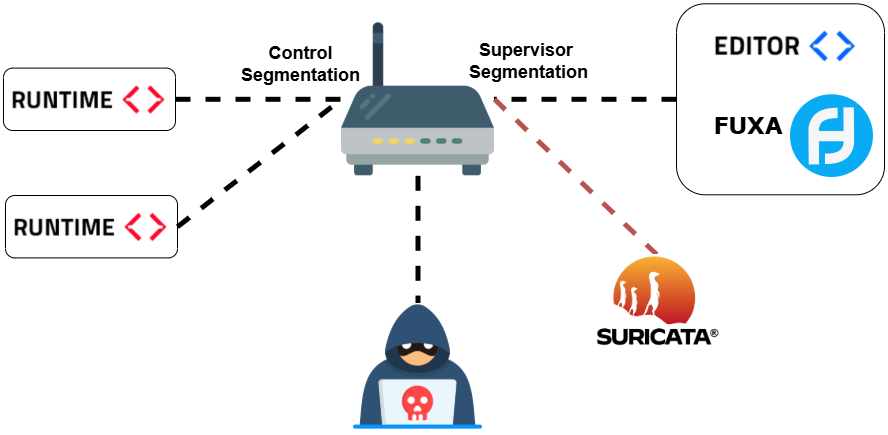 Control
Segmentation
Supervisor
Segmentation
EDITOR <>
RUNTIME <>
FUXA
RUNTIME <>
SURICATA®